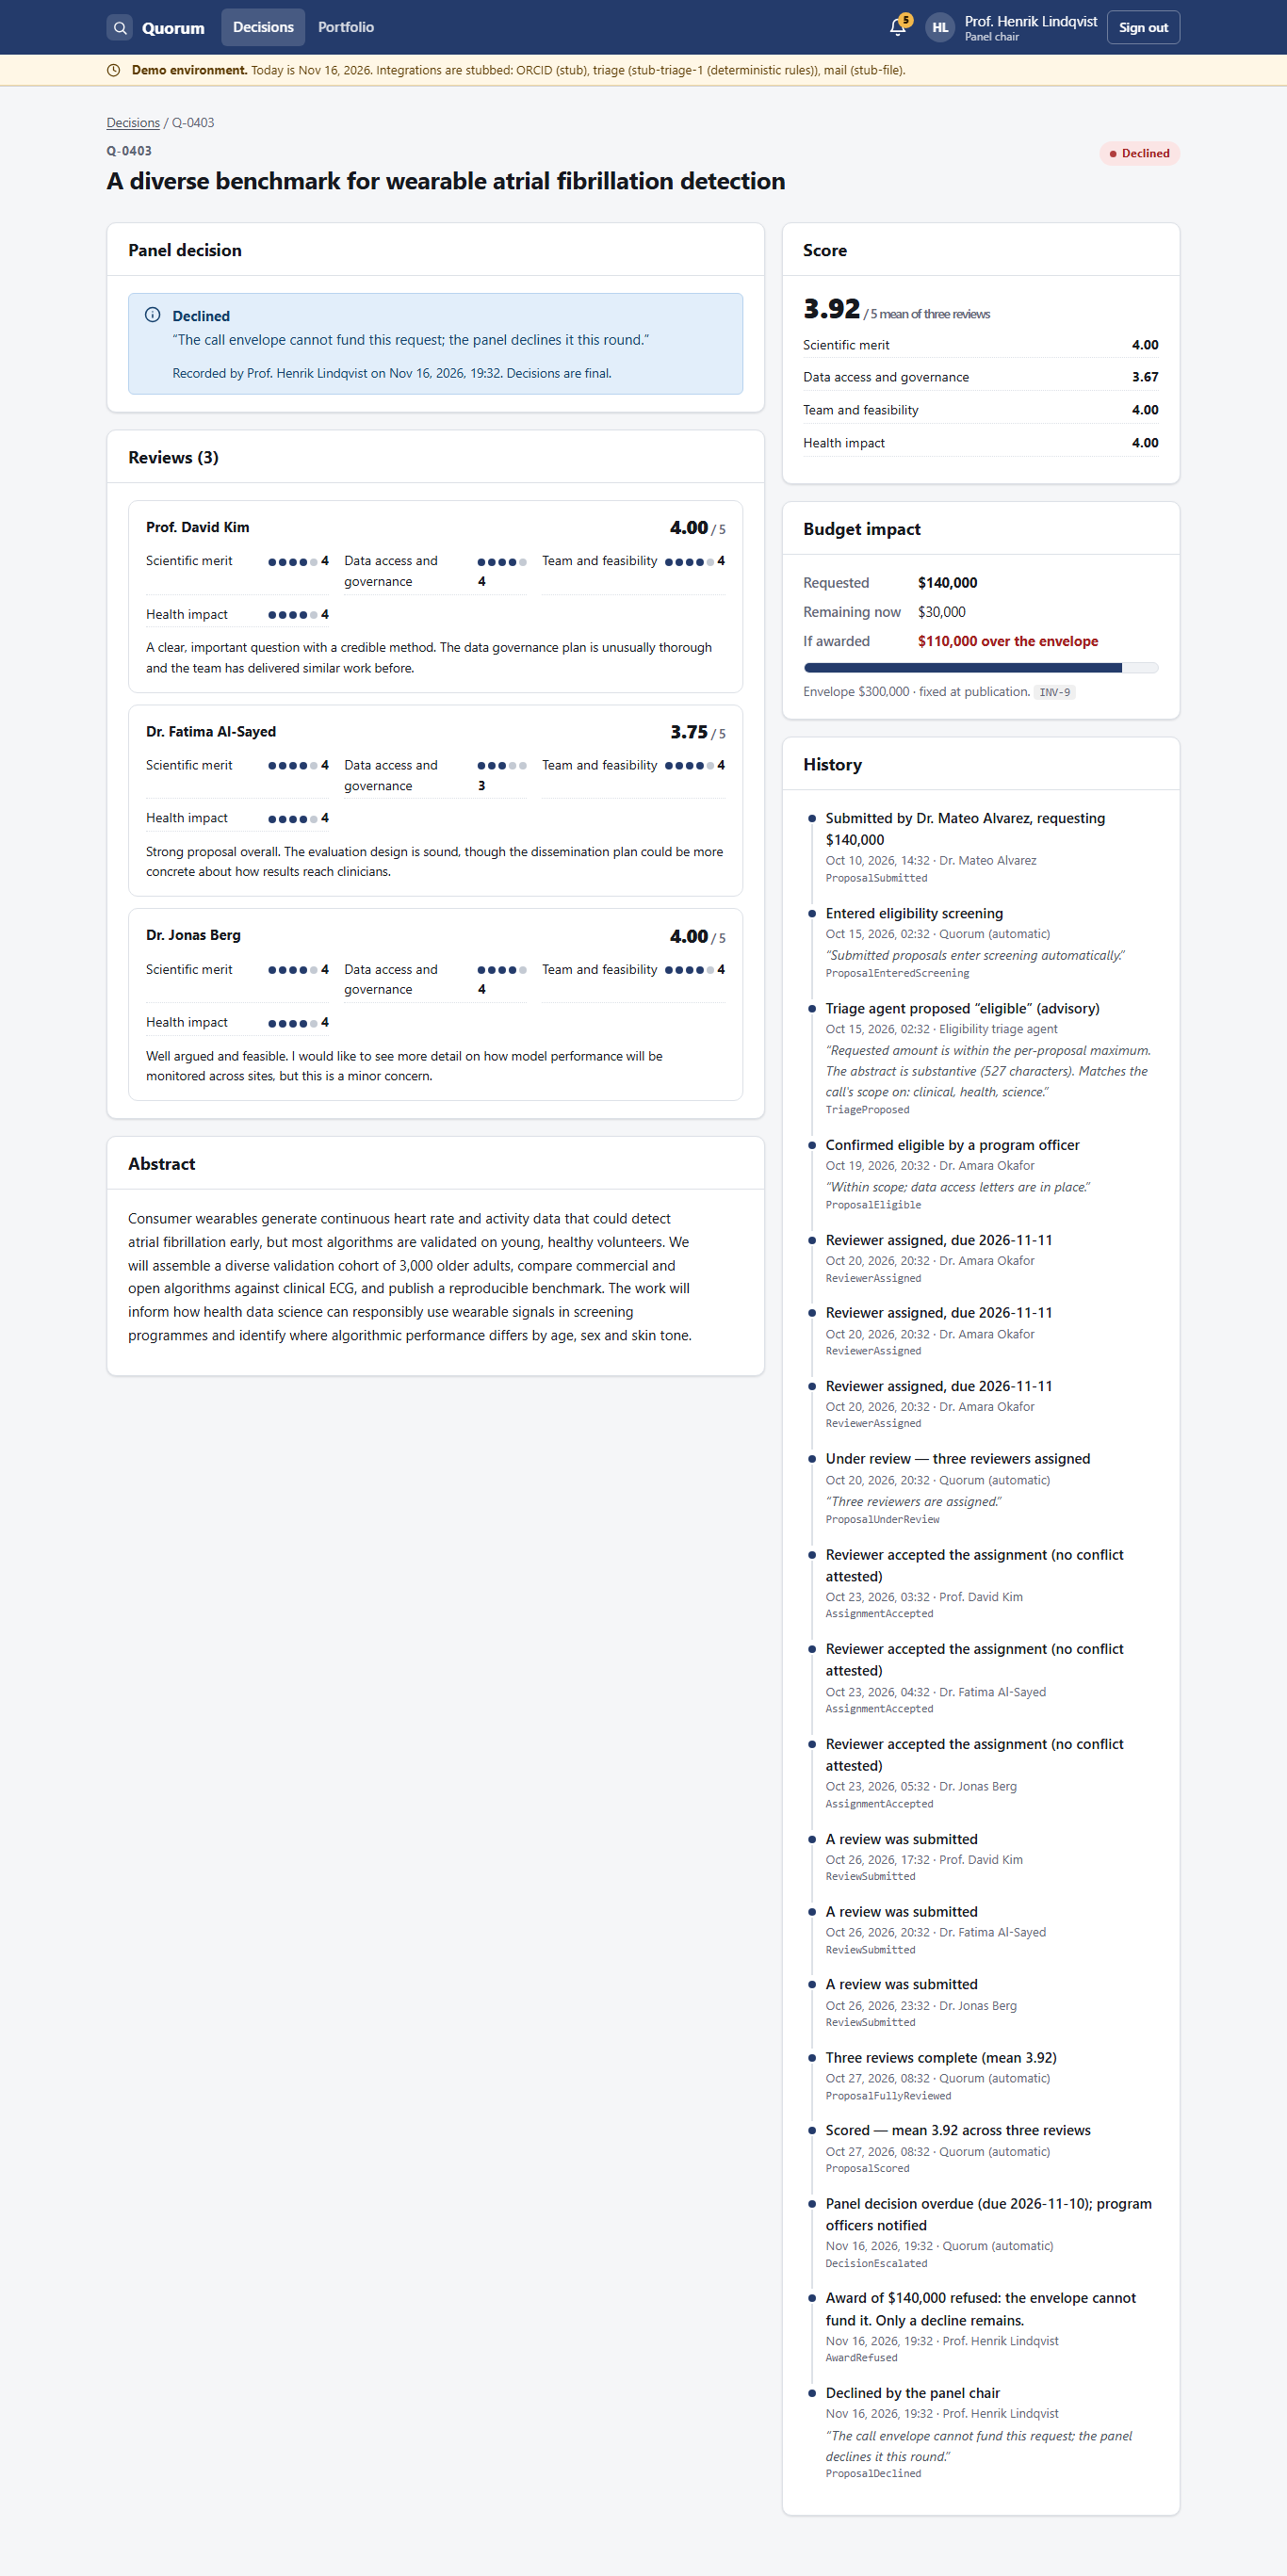 Quorum
Decisions
Portfolio
5
HL
Prof. Henrik Lindqvist
Panel chair
Sign out
Demo environment. Today is Nov 16, 2026. Integrations are stubbed: ORCID (stub), triage (stub-triage-1 (deterministic rules)), mail (stub-file).
Decisions / Q-0403
Q-0403
Declined
A diverse benchmark for wearable atrial fibrillation detection
Panel decision
Declined
“The call envelope cannot fund this request; the panel declines it this round.”
Recorded by Prof. Henrik Lindqvist on Nov 16, 2026, 19:32. Decisions are final.
Reviews (3)
Prof. David Kim
4.00 / 5
Scientific merit 4
Data access and
governance
4
Team and feasibility 4
Health impact 4
A clear, important question with a credible method. The data governance plan is unusually thorough
and the team has delivered similar work before.
Dr. Fatima Al-Sayed
3.75 / 5
Scientific merit 4
Data access and
governance
3
Team and feasibility 4
Health impact 4
Strong proposal overall. The evaluation design is sound, though the dissemination plan could be more
concrete about how results reach clinicians.
Dr. Jonas Berg
4.00 / 5
Scientific merit 4
Data access and
governance
4
Team and feasibility 4
Health impact 4
Well argued and feasible. I would like to see more detail on how model performance will be
monitored across sites, but this is a minor concern.
Abstract
Consumer wearables generate continuous heart rate and activity data that could detect
atrial fibrillation early, but most algorithms are validated on young, healthy volunteers. We
will assemble a diverse validation cohort of 3,000 older adults, compare commercial and
open algorithms against clinical ECG, and publish a reproducible benchmark. The work will
inform how health data science can responsibly use wearable signals in screening
programmes and identify where algorithmic performance differs by age, sex and skin tone.
Score
3.92 / 5 mean of three reviews
Scientific merit 4.00
Data access and governance 3.67
Team and feasibility 4.00
Health impact 4.00
Budget impact
Requested $140,000
Remaining now $30,000
If awarded $110,000 over the envelope
Envelope $300,000 · fixed at publication. INV-9
History
Submitted by Dr. Mateo Alvarez, requesting
$140,000
Oct 10, 2026, 14:32 · Dr. Mateo Alvarez
ProposalSubmitted
Entered eligibility screening
Oct 15, 2026, 02:32 · Quorum (automatic)
“Submitted proposals enter screening automatically.”
ProposalEnteredScreening
Triage agent proposed “eligible” (advisory)
Oct 15, 2026, 02:32 · Eligibility triage agent
“Requested amount is within the per-proposal maximum.
The abstract is substantive (527 characters). Matches the
call's scope on: clinical, health, science.”
TriageProposed
Confirmed eligible by a program officer
Oct 19, 2026, 20:32 · Dr. Amara Okafor
“Within scope; data access letters are in place.”
ProposalEligible
Reviewer assigned, due 2026-11-11
Oct 20, 2026, 20:32 · Dr. Amara Okafor
ReviewerAssigned
Reviewer assigned, due 2026-11-11
Oct 20, 2026, 20:32 · Dr. Amara Okafor
ReviewerAssigned
Reviewer assigned, due 2026-11-11
Oct 20, 2026, 20:32 · Dr. Amara Okafor
ReviewerAssigned
Under review — three reviewers assigned
Oct 20, 2026, 20:32 · Quorum (automatic)
“Three reviewers are assigned.”
ProposalUnderReview
Reviewer accepted the assignment (no conflict
attested)
Oct 23, 2026, 03:32 · Prof. David Kim
AssignmentAccepted
Reviewer accepted the assignment (no conflict
attested)
Oct 23, 2026, 04:32 · Dr. Fatima Al-Sayed
AssignmentAccepted
Reviewer accepted the assignment (no conflict
attested)
Oct 23, 2026, 05:32 · Dr. Jonas Berg
AssignmentAccepted
A review was submitted
Oct 26, 2026, 17:32 · Prof. David Kim
ReviewSubmitted
A review was submitted
Oct 26, 2026, 20:32 · Dr. Fatima Al-Sayed
ReviewSubmitted
A review was submitted
Oct 26, 2026, 23:32 · Dr. Jonas Berg
ReviewSubmitted
Three reviews complete (mean 3.92)
Oct 27, 2026, 08:32 · Quorum (automatic)
ProposalFullyReviewed
Scored — mean 3.92 across three reviews
Oct 27, 2026, 08:32 · Quorum (automatic)
ProposalScored
Panel decision overdue (due 2026-11-10); program
officers notified
Nov 16, 2026, 19:32 · Quorum (automatic)
DecisionEscalated
Award of $140,000 refused: the envelope cannot
fund it. Only a decline remains.
Nov 16, 2026, 19:32 · Prof. Henrik Lindqvist
AwardRefused
Declined by the panel chair
Nov 16, 2026, 19:32 · Prof. Henrik Lindqvist
“The call envelope cannot fund this request; the panel
declines it this round.”
ProposalDeclined